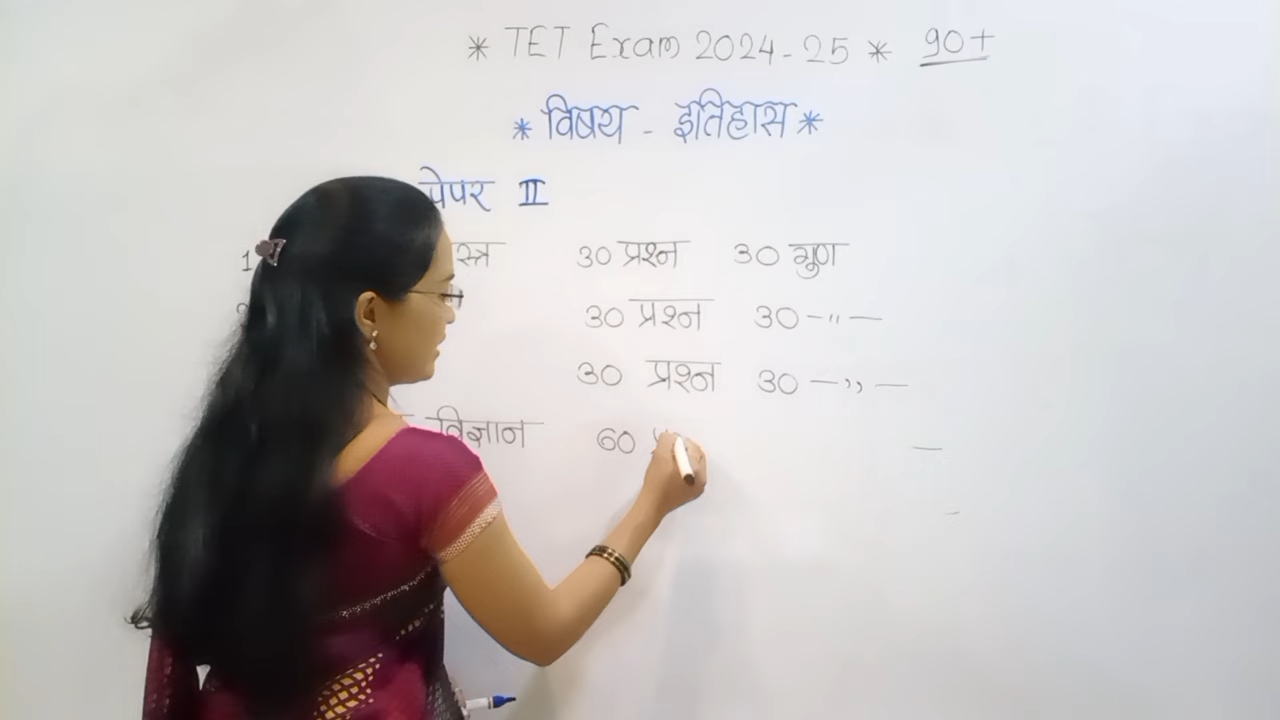 * TET Exam 2024-25 * 90+
* विषय - इतिहास *
पेपर II
1 स्त्र 30 प्रश्न 30 गुण
30 प्रश्न 30 -"-
30 प्रश्न 30 -,,-
विज्ञान 60